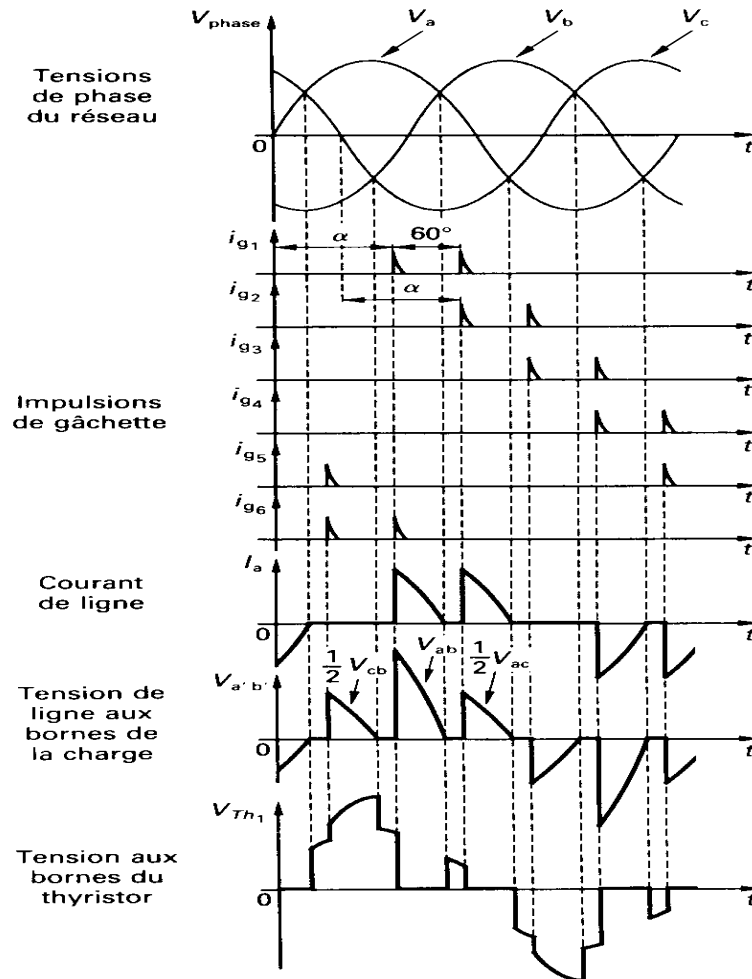 V_phase V_a V_b V_c
Tensions
de phase
du réseau
0 t
i_g1 α 60° t
i_g2 α t
i_g3 t
Impulsions
de gâchette
i_g4 t
i_g5 t
i_g6 t
Courant
de ligne
I_a
0 t
Tension de
ligne aux
bornes de
la charge
V_a'b' 1/2 V_cb V_ab 1/2 V_ac
0 t
Tension aux
bornes du
thyristor
V_Th1
0 t